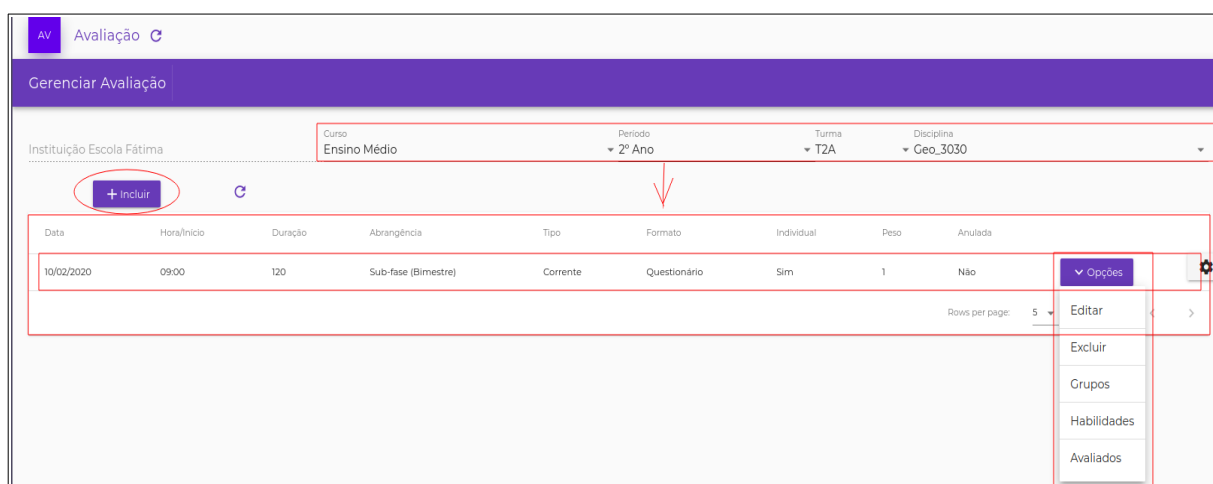 AV Avaliação
Gerenciar Avaliação
Curso Período Turma Disciplina
Instituição Escola Fátima Ensino Médio 2º Ano T2A Geo_3030
+ Incluir
Data Hora/Início Duração Abrangência Tipo Formato Individual Peso Anulada
10/02/2020 09:00 120 Sub-fase (Bimestre) Corrente Questionário Sim 1 Não Opções
Rows per page: 5
Editar
Excluir
Grupos
Habilidades
Avaliados